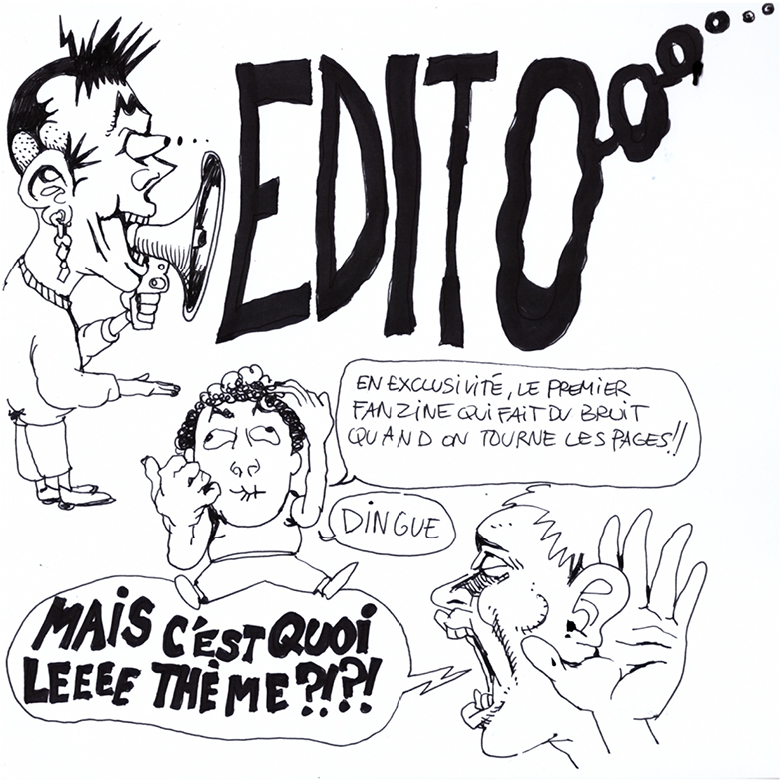 EDITO
EN EXCLUSIVITÉ, LE PREMIER
FANZINE QUI FAIT DU BRUIT
QUAND ON TOURNE LES PAGES!!
DINGUE
MAIS C'EST QUOI
LEEEE THÈME?!?!